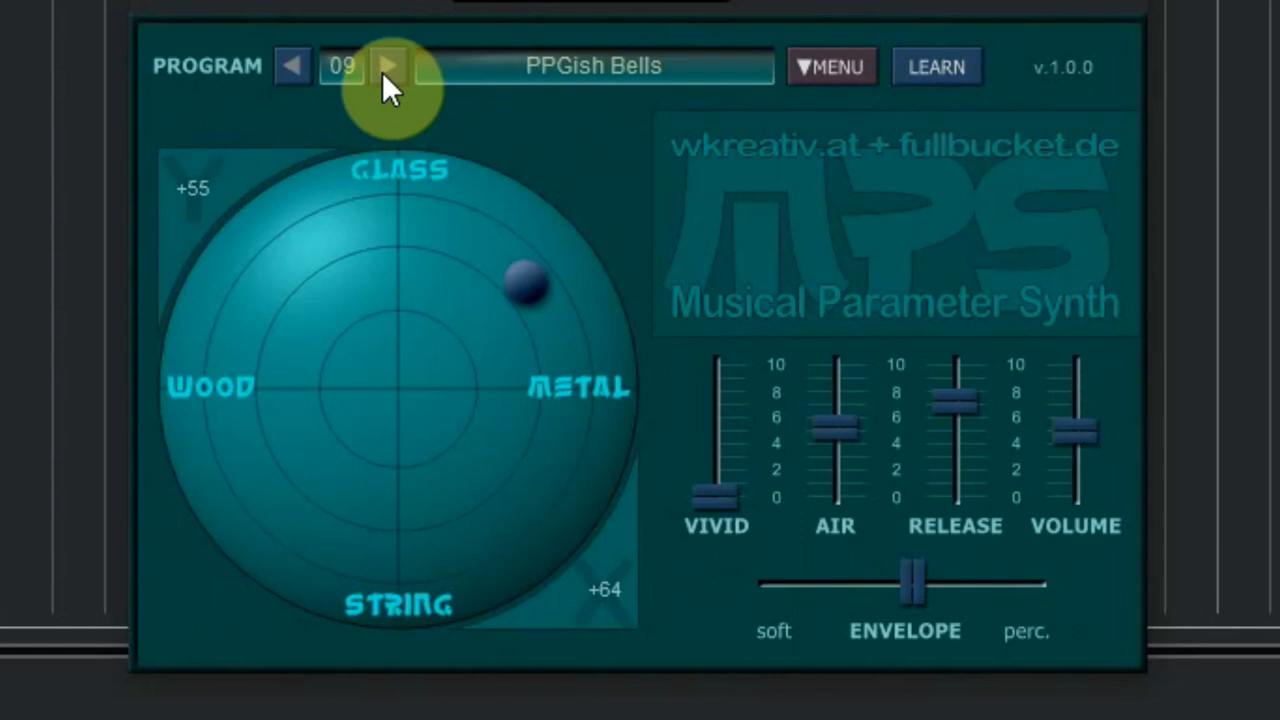 PROGRAM 09 PPGish Bells ▼MENU LEARN v.1.0.0
wkreativ.at + fullbucket.de
MPS
Musical Parameter Synth
Y
+55
GLASS
WOOD
METAL
STRING
X
+64
10 10 10
8 8 8
6 6 6
4 4 4
2 2 2
0 0 0
VIVID AIR RELEASE VOLUME
soft ENVELOPE perc.